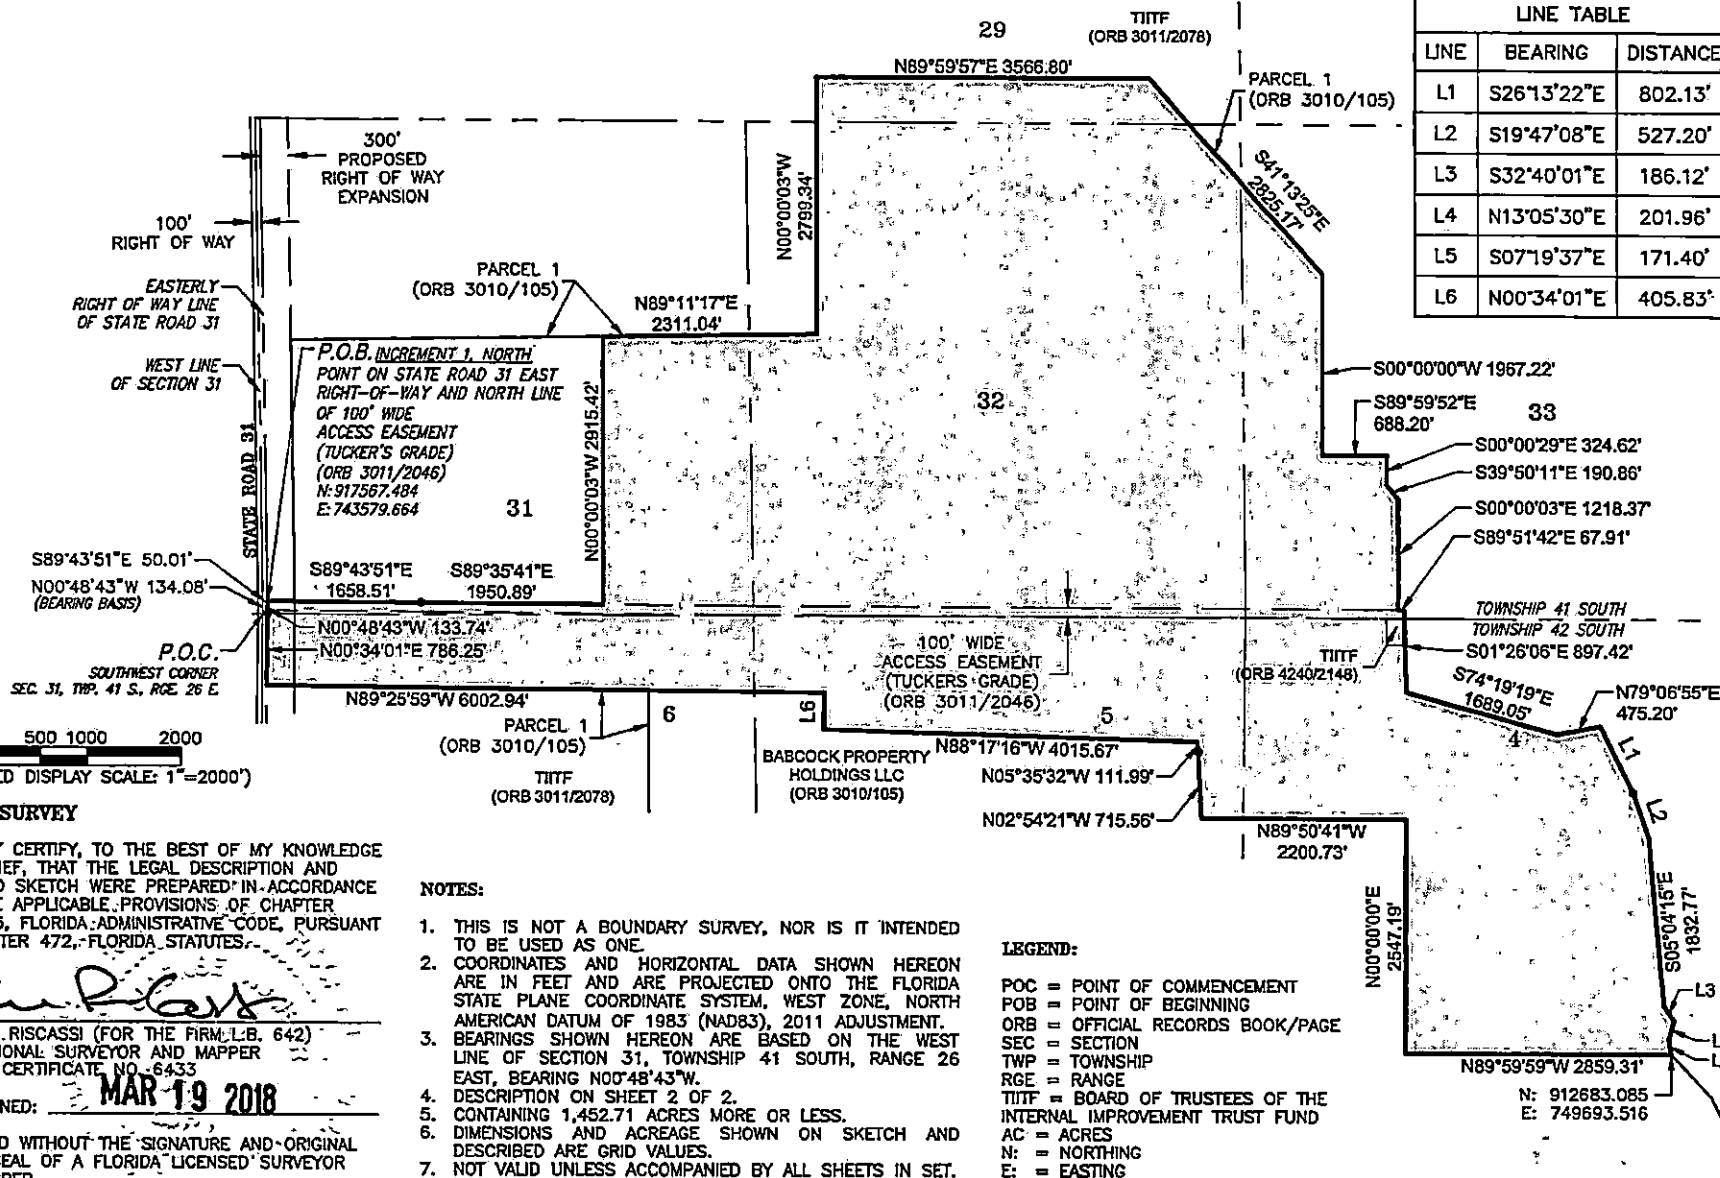 29
TIITF
(ORB 3011/2078)
N89°59'57"E 3566.80'
PARCEL 1
(ORB 3010/105)
LINE TABLE
LINE BEARING DISTANCE
L1 S26°13'22"E 802.13'
L2 S19°47'08"E 527.20'
L3 S32°40'01"E 186.12'
L4 N13°05'30"E 201.96'
L5 S07°19'37"E 171.40'
L6 N00°34'01"E 405.83'
300'
PROPOSED
RIGHT OF WAY
EXPANSION
100'
RIGHT OF WAY
N00°00'03"W
2799.34'
S41°13'25"E
2825.17'
EASTERLY
RIGHT OF WAY LINE
OF STATE ROAD 31
PARCEL 1
(ORB 3010/105)
N89°11'17"E
2311.04'
WEST LINE
OF SECTION 31
P.O.B. INCREMENT 1, NORTH
POINT ON STATE ROAD 31 EAST
RIGHT-OF-WAY AND NORTH LINE
OF 100' WIDE
ACCESS EASEMENT
(TUCKER'S GRADE)
(ORB 3011/2046)
N: 917567.484
E: 743579.664
31
N00°00'03"W 2915.42'
32
S00°00'00"W 1967.22'
S89°59'52"E
688.20'
33
S00°00'29"E 324.62'
S39°50'11"E 190.86'
S00°00'03"E 1218.37'
S89°51'42"E 67.91'
STATE ROAD 31
S89°43'51"E 50.01'
N00°48'43"W 134.08'
(BEARING BASIS)
S89°43'51"E
1658.51'
S89°35'41"E
1950.89'
N00°48'43"W 133.74'
N00°34'01"E 786.25'
P.O.C.
SOUTHWEST CORNER
SEC. 31, TWP. 41 S., RGE. 26 E.
TOWNSHIP 41 SOUTH
TOWNSHIP 42 SOUTH
100' WIDE
ACCESS EASEMENT
(TUCKERS GRADE)
(ORB 3011/2046)
TIITF
(ORB 4240/2148)
S01°26'06"E 897.42'
S74°19'19"E
1689.05'
N79°06'55"E
475.20'
N89°25'59"W 6002.94'
L6
PARCEL 1
(ORB 3010/105)
6
5
4
L1
L2
500 1000 2000
ED DISPLAY SCALE: 1"=2000')
TIITF
(ORB 3011/2078)
BABCOCK PROPERTY
HOLDINGS LLC
(ORB 3010/105)
N88°17'16"W 4015.67'
N05°35'32"W 111.99'
N02°54'21"W 715.56'
N89°50'41"W
2200.73'
N00°00'00"E
2547.19'
S05°04'15"E
1832.77'
L3
L
L
N89°59'59"W 2859.31'
N: 912683.085
E: 749693.516
SURVEY
Y CERTIFY, TO THE BEST OF MY KNOWLEDGE
IEF, THAT THE LEGAL DESCRIPTION AND
D SKETCH WERE PREPARED IN ACCORDANCE
E APPLICABLE PROVISIONS OF CHAPTER
, FLORIDA ADMINISTRATIVE CODE, PURSUANT
TER 472, FLORIDA STATUTES.
. RISCASSI (FOR THE FIRM L.B. 642)
IONAL SURVEYOR AND MAPPER
CERTIFICATE NO. 6433
NED: MAR 19 2018
D WITHOUT THE SIGNATURE AND ORIGINAL
EAL OF A FLORIDA LICENSED SURVEYOR
NOTES:
1. THIS IS NOT A BOUNDARY SURVEY, NOR IS IT INTENDED
TO BE USED AS ONE.
2. COORDINATES AND HORIZONTAL DATA SHOWN HEREON
ARE IN FEET AND ARE PROJECTED ONTO THE FLORIDA
STATE PLANE COORDINATE SYSTEM, WEST ZONE, NORTH
AMERICAN DATUM OF 1983 (NAD83), 2011 ADJUSTMENT.
3. BEARINGS SHOWN HEREON ARE BASED ON THE WEST
LINE OF SECTION 31, TOWNSHIP 41 SOUTH, RANGE 26
EAST, BEARING N00°48'43"W.
4. DESCRIPTION ON SHEET 2 OF 2.
5. CONTAINING 1,452.71 ACRES MORE OR LESS.
6. DIMENSIONS AND ACREAGE SHOWN ON SKETCH AND
DESCRIBED ARE GRID VALUES.
7. NOT VALID UNLESS ACCOMPANIED BY ALL SHEETS IN SET.
LEGEND:
POC = POINT OF COMMENCEMENT
POB = POINT OF BEGINNING
ORB = OFFICIAL RECORDS BOOK/PAGE
SEC = SECTION
TWP = TOWNSHIP
RGE = RANGE
TIITF = BOARD OF TRUSTEES OF THE
INTERNAL IMPROVEMENT TRUST FUND
AC = ACRES
N: = NORTHING
E: = EASTING